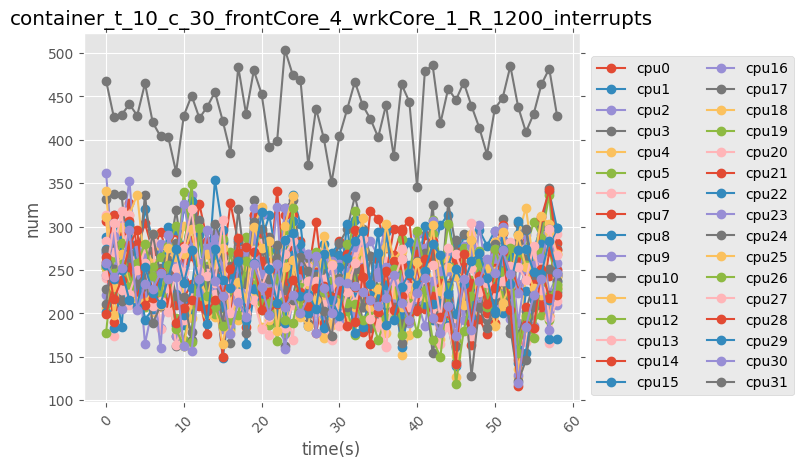 container_t_10_c_30_frontCore_4_wrkCore_1_R_1200_interrupts
num
500
450
400
350
300
250
200
150
100
0
10
20
30
40
50
60
time(s)
cpu0
cpu1
cpu2
cpu3
cpu4
cpu5
cpu6
cpu7
cpu8
cpu9
cpu10
cpu11
cpu12
cpu13
cpu14
cpu15
cpu16
cpu17
cpu18
cpu19
cpu20
cpu21
cpu22
cpu23
cpu24
cpu25
cpu26
cpu27
cpu28
cpu29
cpu30
cpu31